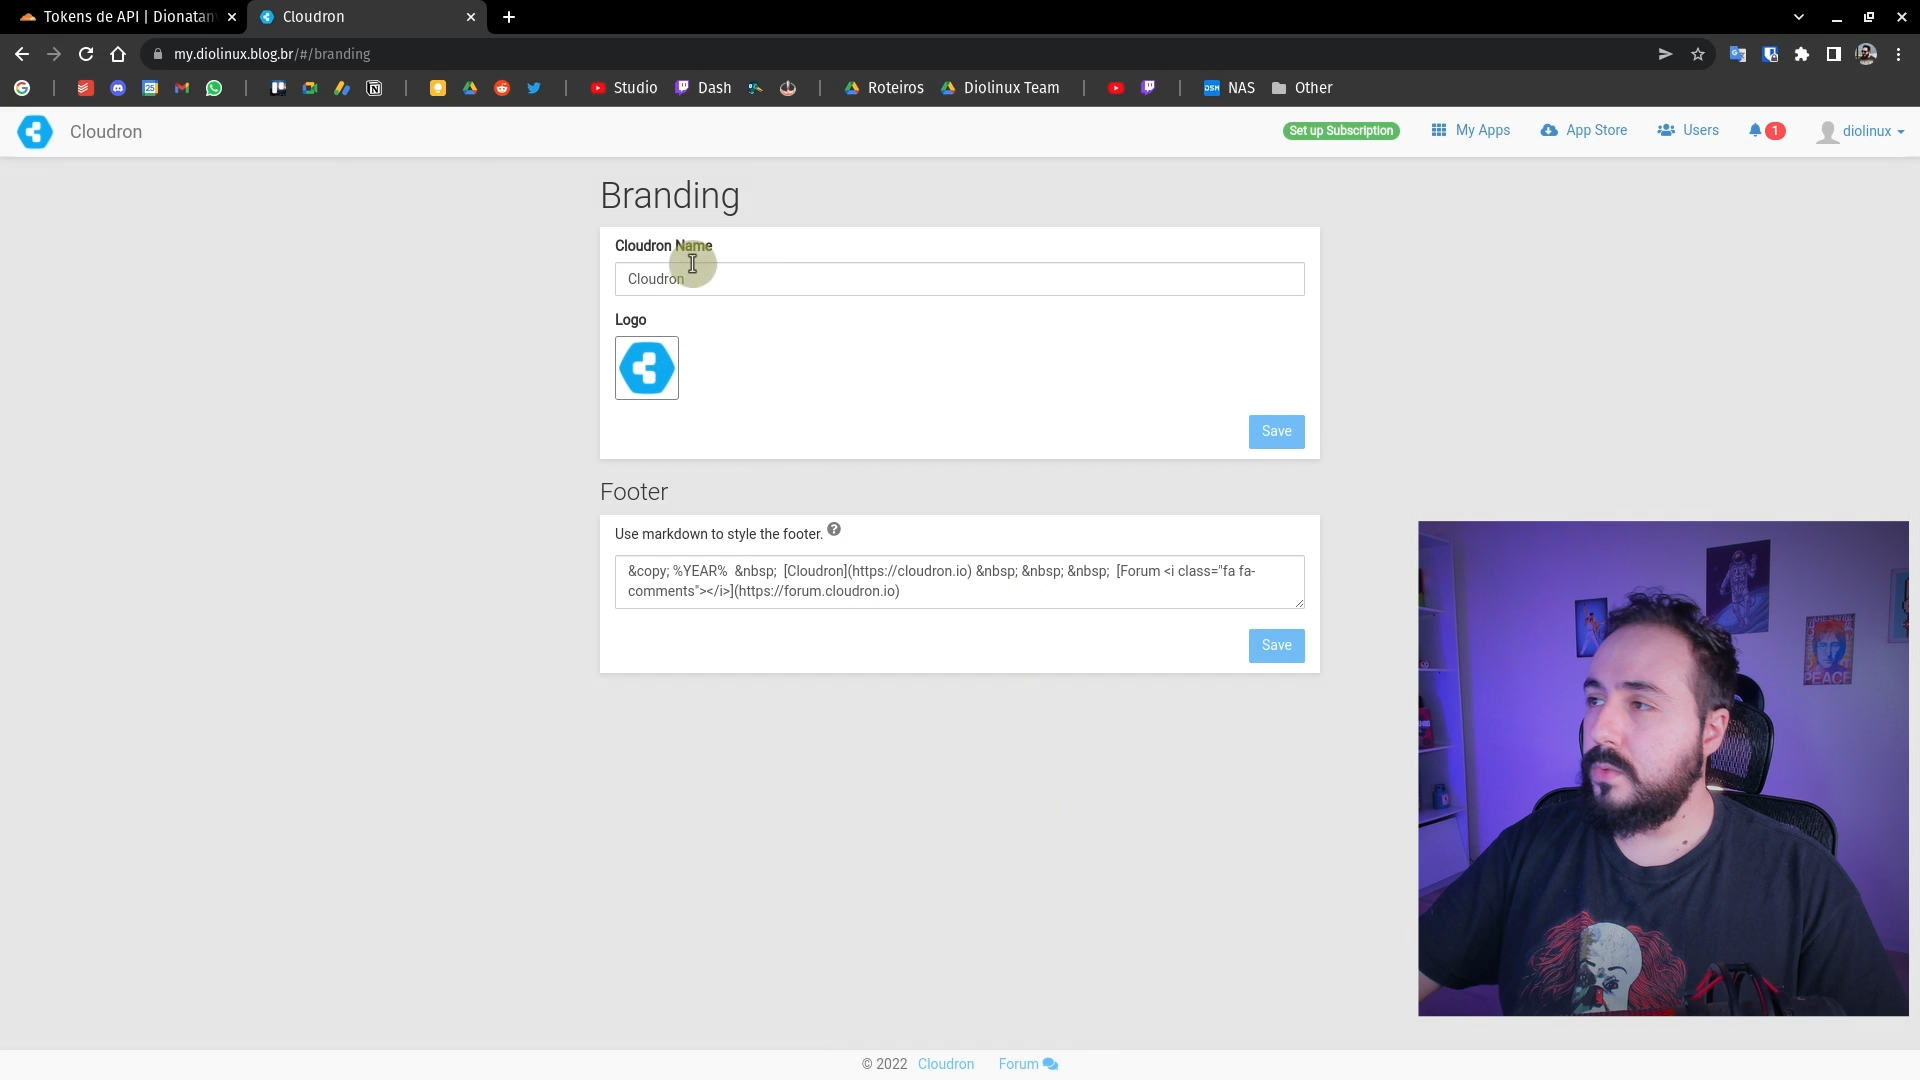 Tokens de API | Dionatan
Cloudron
my.diolinux.blog.br/#/branding
Studio
Dash
Roteiros
Diolinux Team
NAS
Other
Cloudron
Set up Subscription
My Apps
App Store
Users
1
diolinux
Branding
Cloudron Name
Cloudron
Logo
Save
Footer
Use markdown to style the footer.
&copy; %YEAR% &nbsp; [Cloudron](https://cloudron.io) &nbsp; &nbsp; &nbsp; [Forum <i class="fa fa-
comments"></i>](https://forum.cloudron.io)
Save
PEACE
© 2022 Cloudron Forum